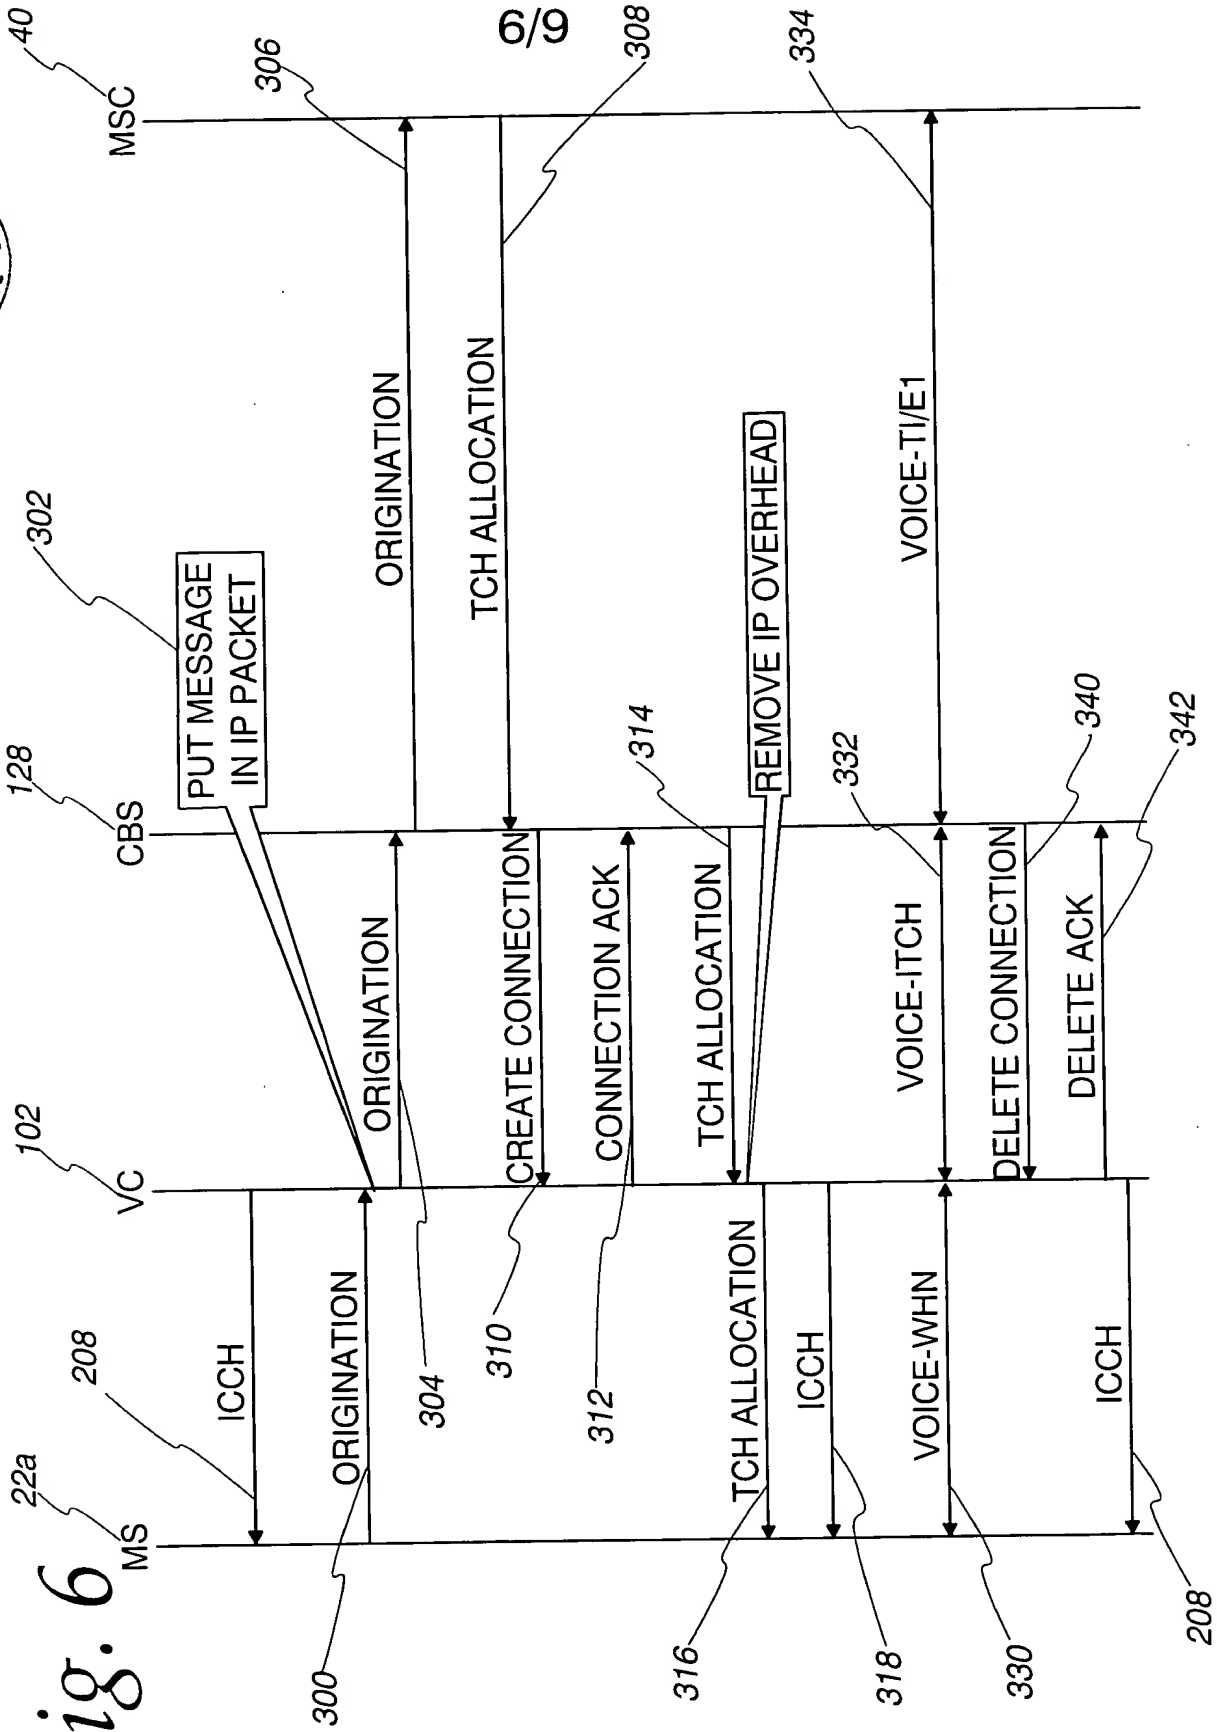 6/9
Fig. 6
22a
MS
102
VC
128
CBS
40
MSC
208
ICCH
302
PUT MESSAGE
IN IP PACKET
300
ORIGINATION
304
ORIGINATION
306
ORIGINATION
308
TCH ALLOCATION
310
CREATE CONNECTION
312
CONNECTION ACK
314
TCH ALLOCATION
REMOVE IP OVERHEAD
316
TCH ALLOCATION
318
ICCH
330
VOICE-WHN
332
VOICE-ITCH
334
VOICE-TI/E1
340
DELETE CONNECTION
342
DELETE ACK
208
ICCH